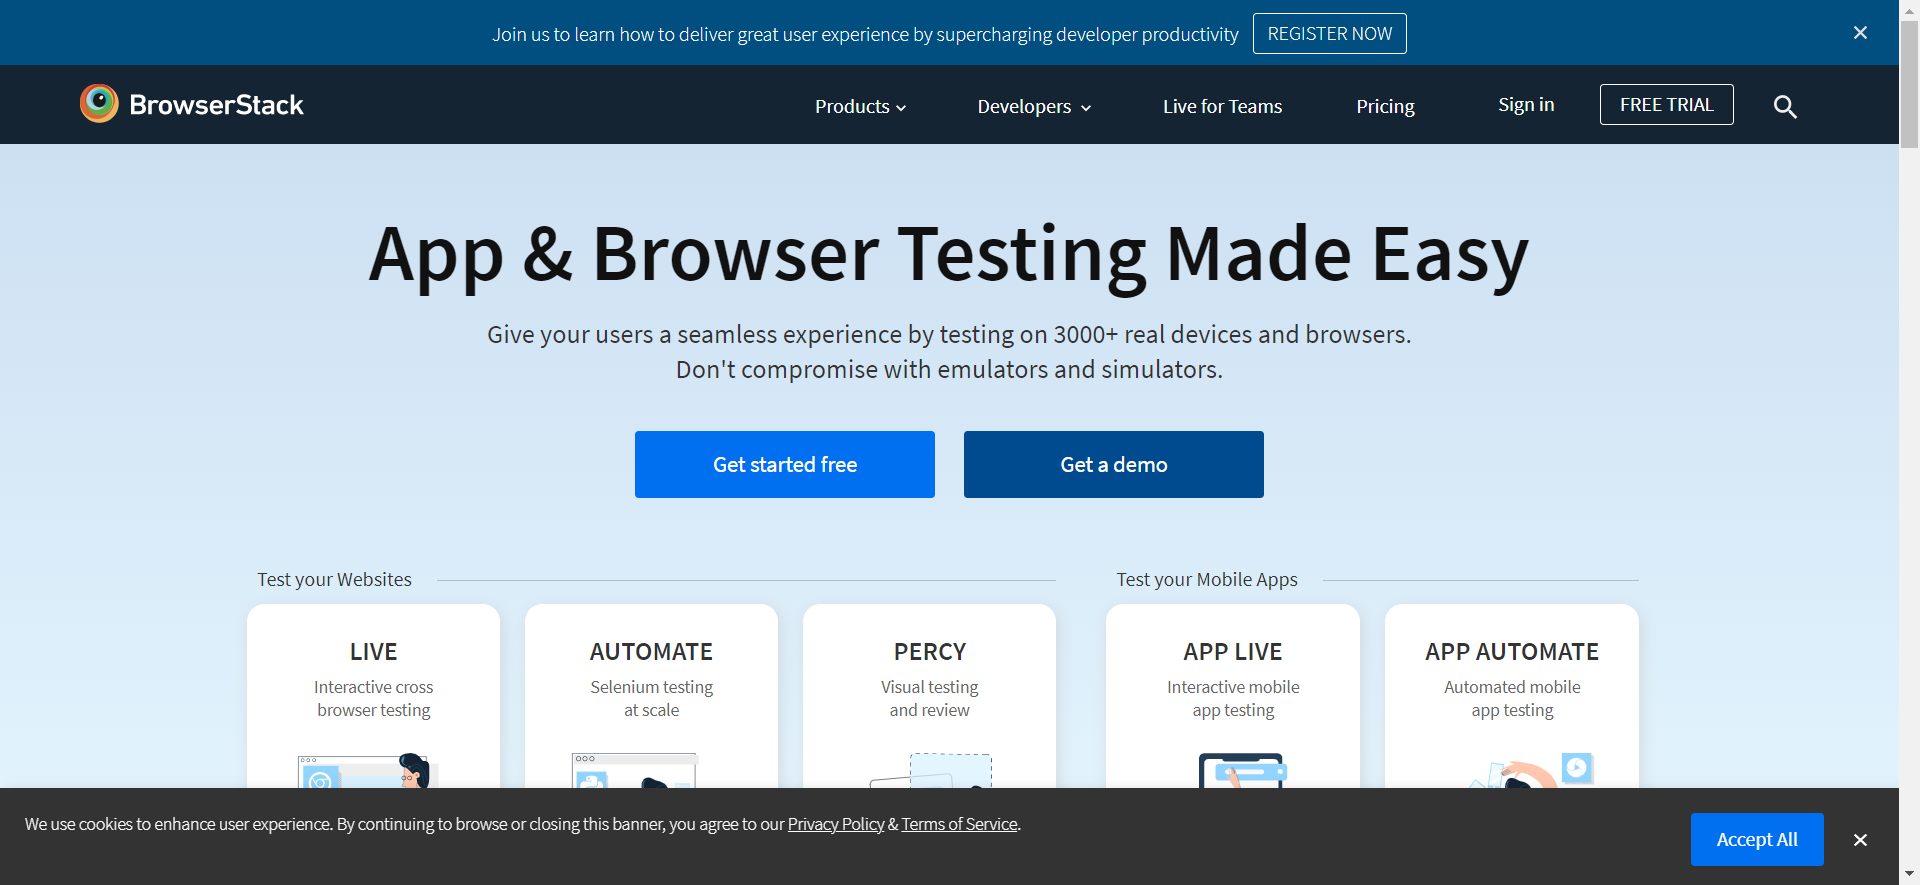 Join us to learn how to deliver great user experience by supercharging developer productivity REGISTER NOW
BrowserStack Products Developers Live for Teams Pricing Sign in FREE TRIAL
App & Browser Testing Made Easy
Give your users a seamless experience by testing on 3000+ real devices and browsers.
Don't compromise with emulators and simulators.
Get started free Get a demo
Test your Websites
LIVE
Interactive cross
browser testing
AUTOMATE
Selenium testing
at scale
PERCY
Visual testing
and review
Test your Mobile Apps
APP LIVE
Interactive mobile
app testing
APP AUTOMATE
Automated mobile
app testing
We use cookies to enhance user experience. By continuing to browse or closing this banner, you agree to our Privacy Policy & Terms of Service.
Accept All